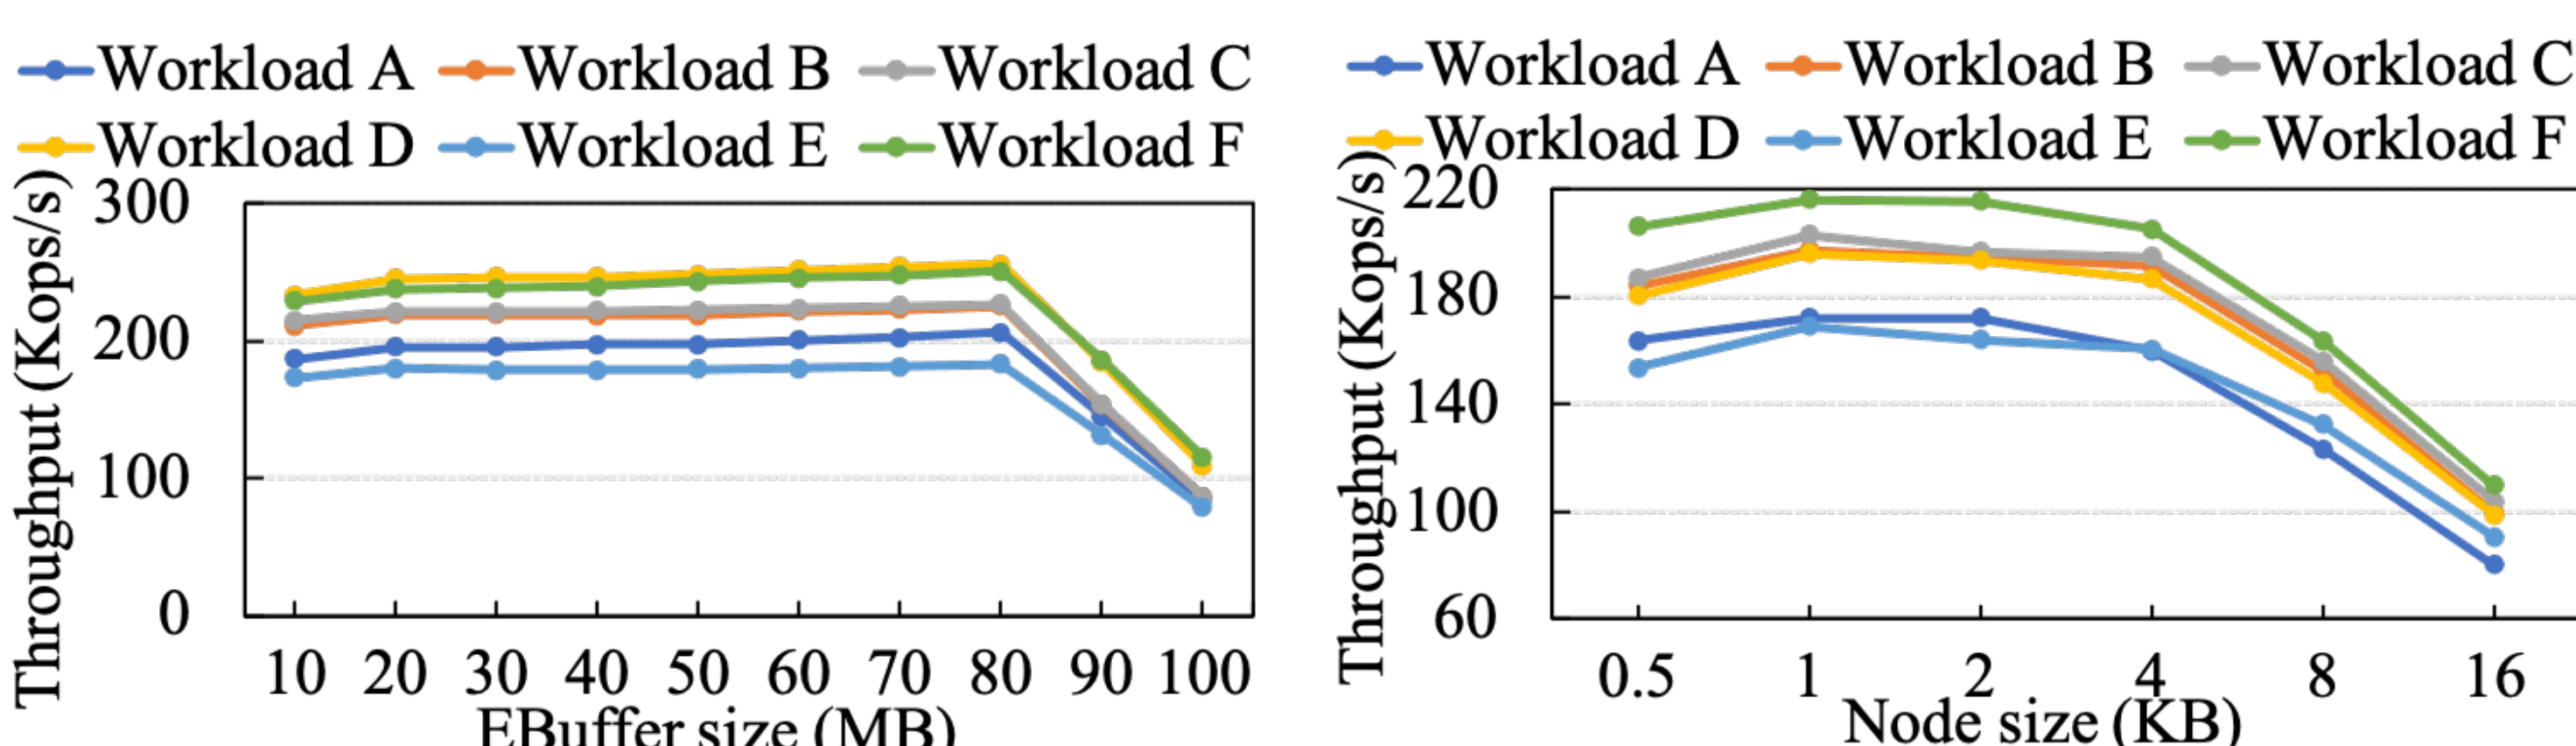 Workload A Workload B Workload C
Workload D Workload E Workload F
Throughput (Kops/s)
300
200
100
0
10 20 30 40 50 60 70 80 90 100
EBuffer size (MB)
Workload A Workload B Workload C
Workload D Workload E Workload F
Throughput (Kops/s)
220
180
140
100
60
0.5 1 2 4 8 16
Node size (KB)